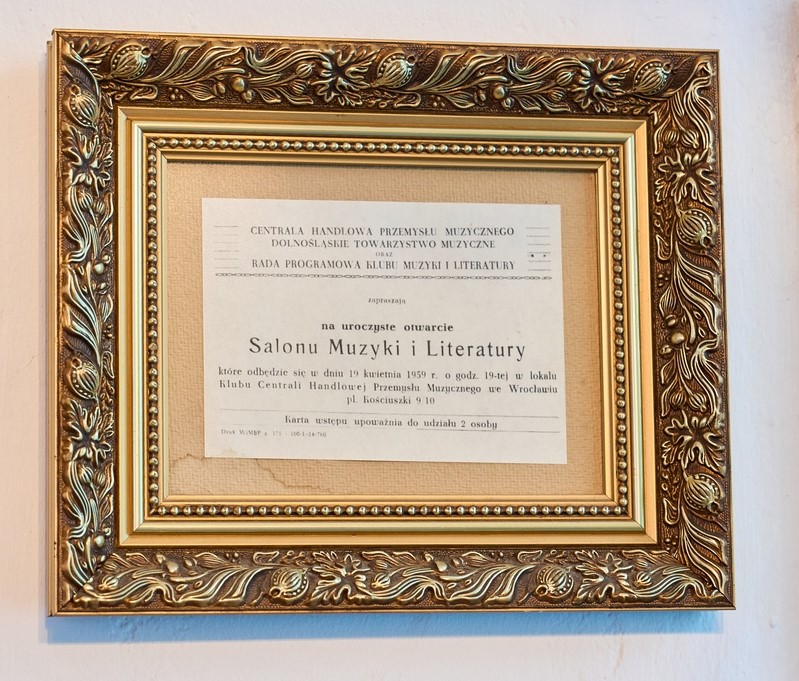 CENTRALA HANDLOWA PRZEMYSŁU MUZYCZNEGO
DOLNOŚLĄSKIE TOWARZYSTWO MUZYCZNE
ORAZ
RADA PROGRAMOWA KLUBU MUZYKI I LITERATURY
zapraszają
na uroczyste otwarcie
Salonu Muzyki i Literatury
które odbędzie się w dniu 19 kwietnia 1959 r. o godz. 19-tej w lokalu
Klubu Centrali Handlowej Przemysłu Muzycznego we Wrocławiu
pl. Kościuszki 9 10
Karta wstępu upoważnia do udziału 2 osoby
Druk